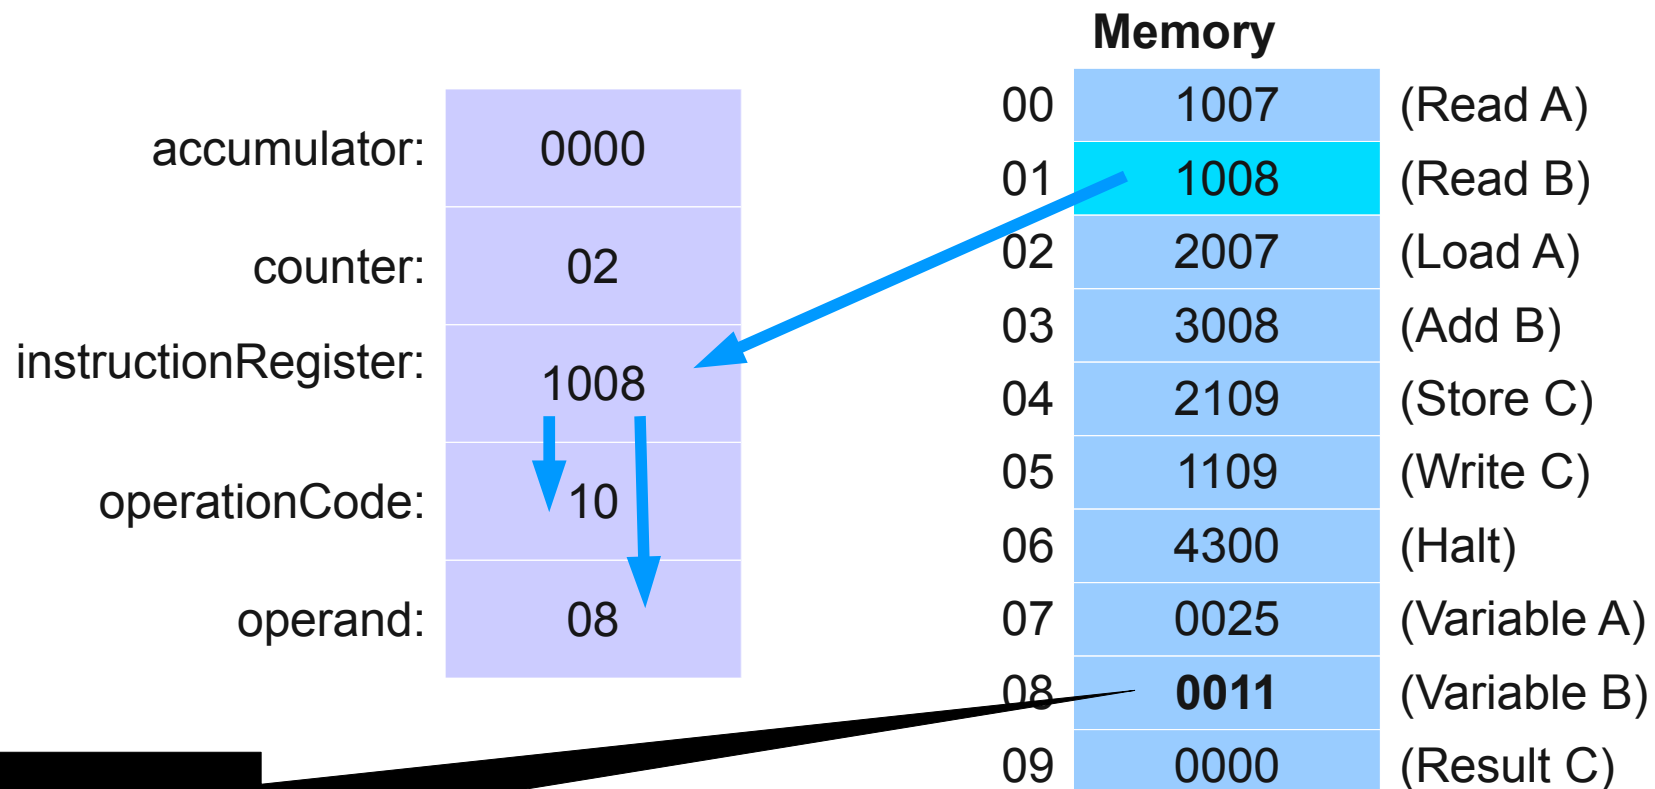 Memory
accumulator: 0000
counter: 02
instructionRegister: 1008
operationCode: 10
operand: 08
00 1007 (Read A)
01 1008 (Read B)
02 2007 (Load A)
03 3008 (Add B)
04 2109 (Store C)
05 1109 (Write C)
06 4300 (Halt)
07 0025 (Variable A)
08 0011 (Variable B)
09 0000 (Result C)